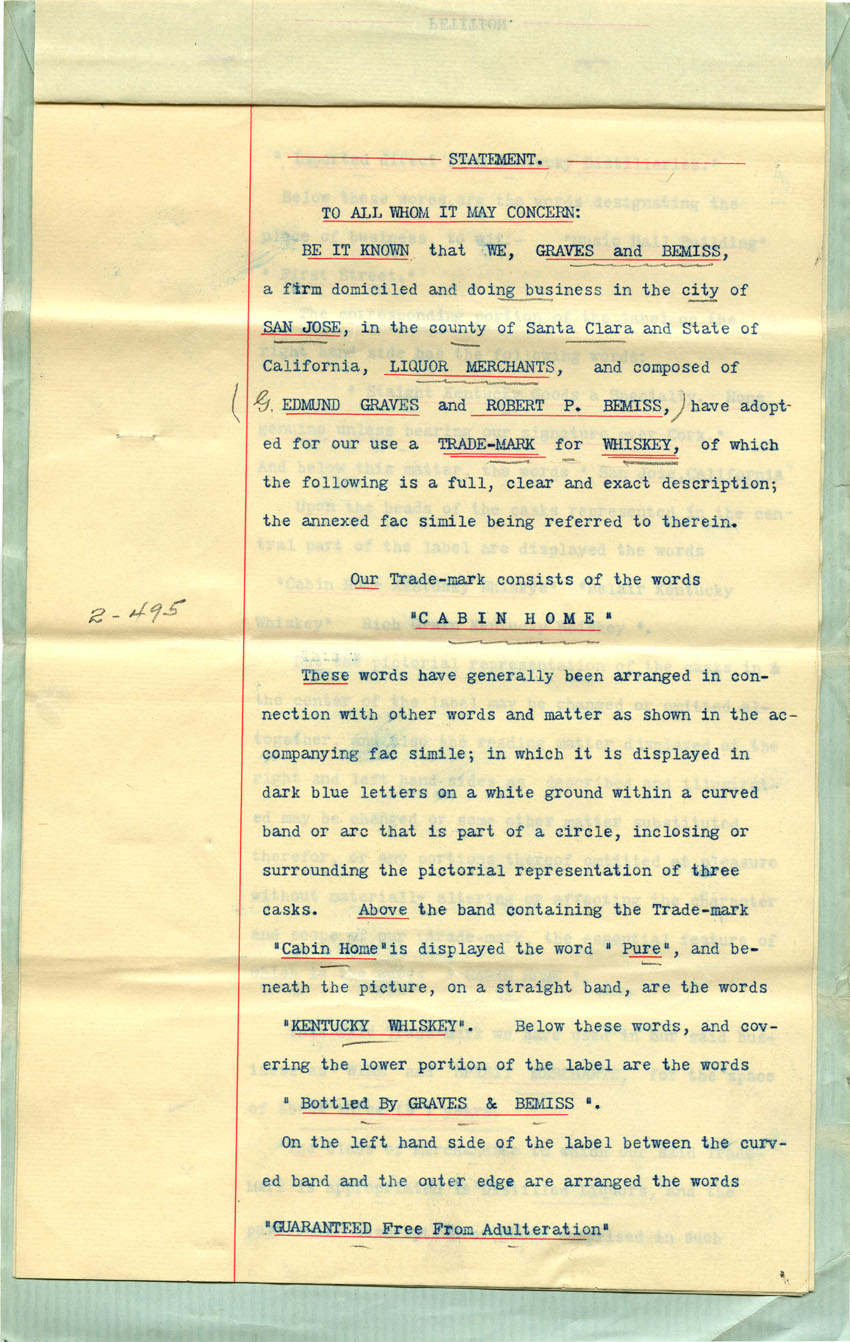 PETITION
STATEMENT.
TO ALL WHOM IT MAY CONCERN:
BE IT KNOWN that WE, GRAVES and BEMISS,
a firm domiciled and doing business in the city of
SAN JOSE, in the county of Santa Clara and State of
California, LIQUOR MERCHANTS, and composed of
(G. EDMUND GRAVES and ROBERT P. BEMISS,) have adopt-
ed for our use a TRADE-MARK for WHISKEY, of which
the following is a full, clear and exact description;
the annexed fac simile being referred to therein.
Our Trade-mark consists of the words
2-495
"CABIN HOME"
These words have generally been arranged in con-
nection with other words and matter as shown in the ac-
companying fac simile; in which it is displayed in
dark blue letters on a white ground within a curved
band or arc that is part of a circle, inclosing or
surrounding the pictorial representation of three
casks. Above the band containing the Trade-mark
"Cabin Home"is displayed the word " Pure", and be-
neath the picture, on a straight band, are the words
"KENTUCKY WHISKEY". Below these words, and cov-
ering the lower portion of the label are the words
" Bottled By GRAVES & BEMISS ".
On the left hand side of the label between the curv-
ed band and the outer edge are arranged the words
"GUARANTEED Free From Adulteration"